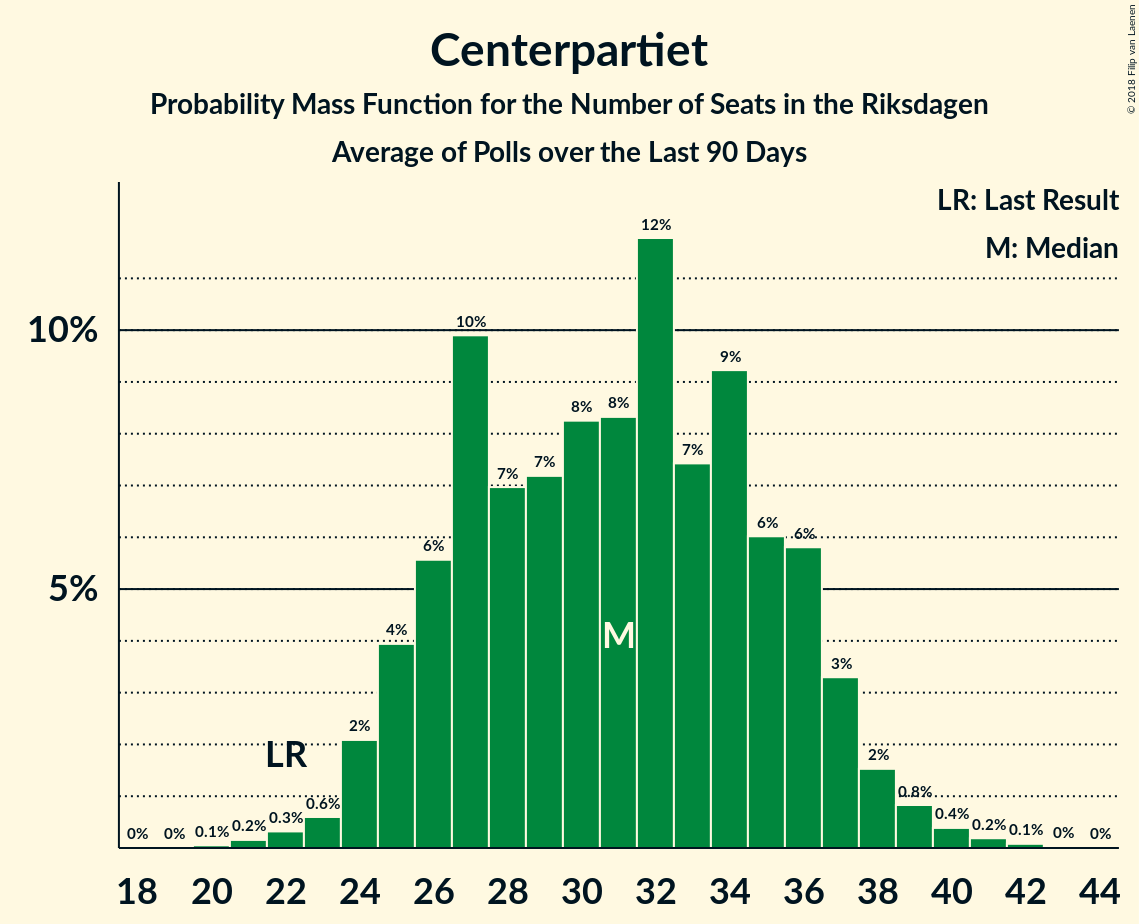 © 2018 Filip van Laenen
Centerpartiet
Probability Mass Function for the Number of Seats in the Riksdagen
Average of Polls over the Last 90 Days
LR: Last Result
M: Median
10%
5%
0% 0% 0.1% 0.2% 0.3% 0.6% 2% 4% 6% 10% 7% 7% 8% 8% 12% 7% 9% 6% 6% 3% 2% 0.8% 0.4% 0.2% 0.1% 0% 0%
LR
M
18 20 22 24 26 28 30 32 34 36 38 40 42 44